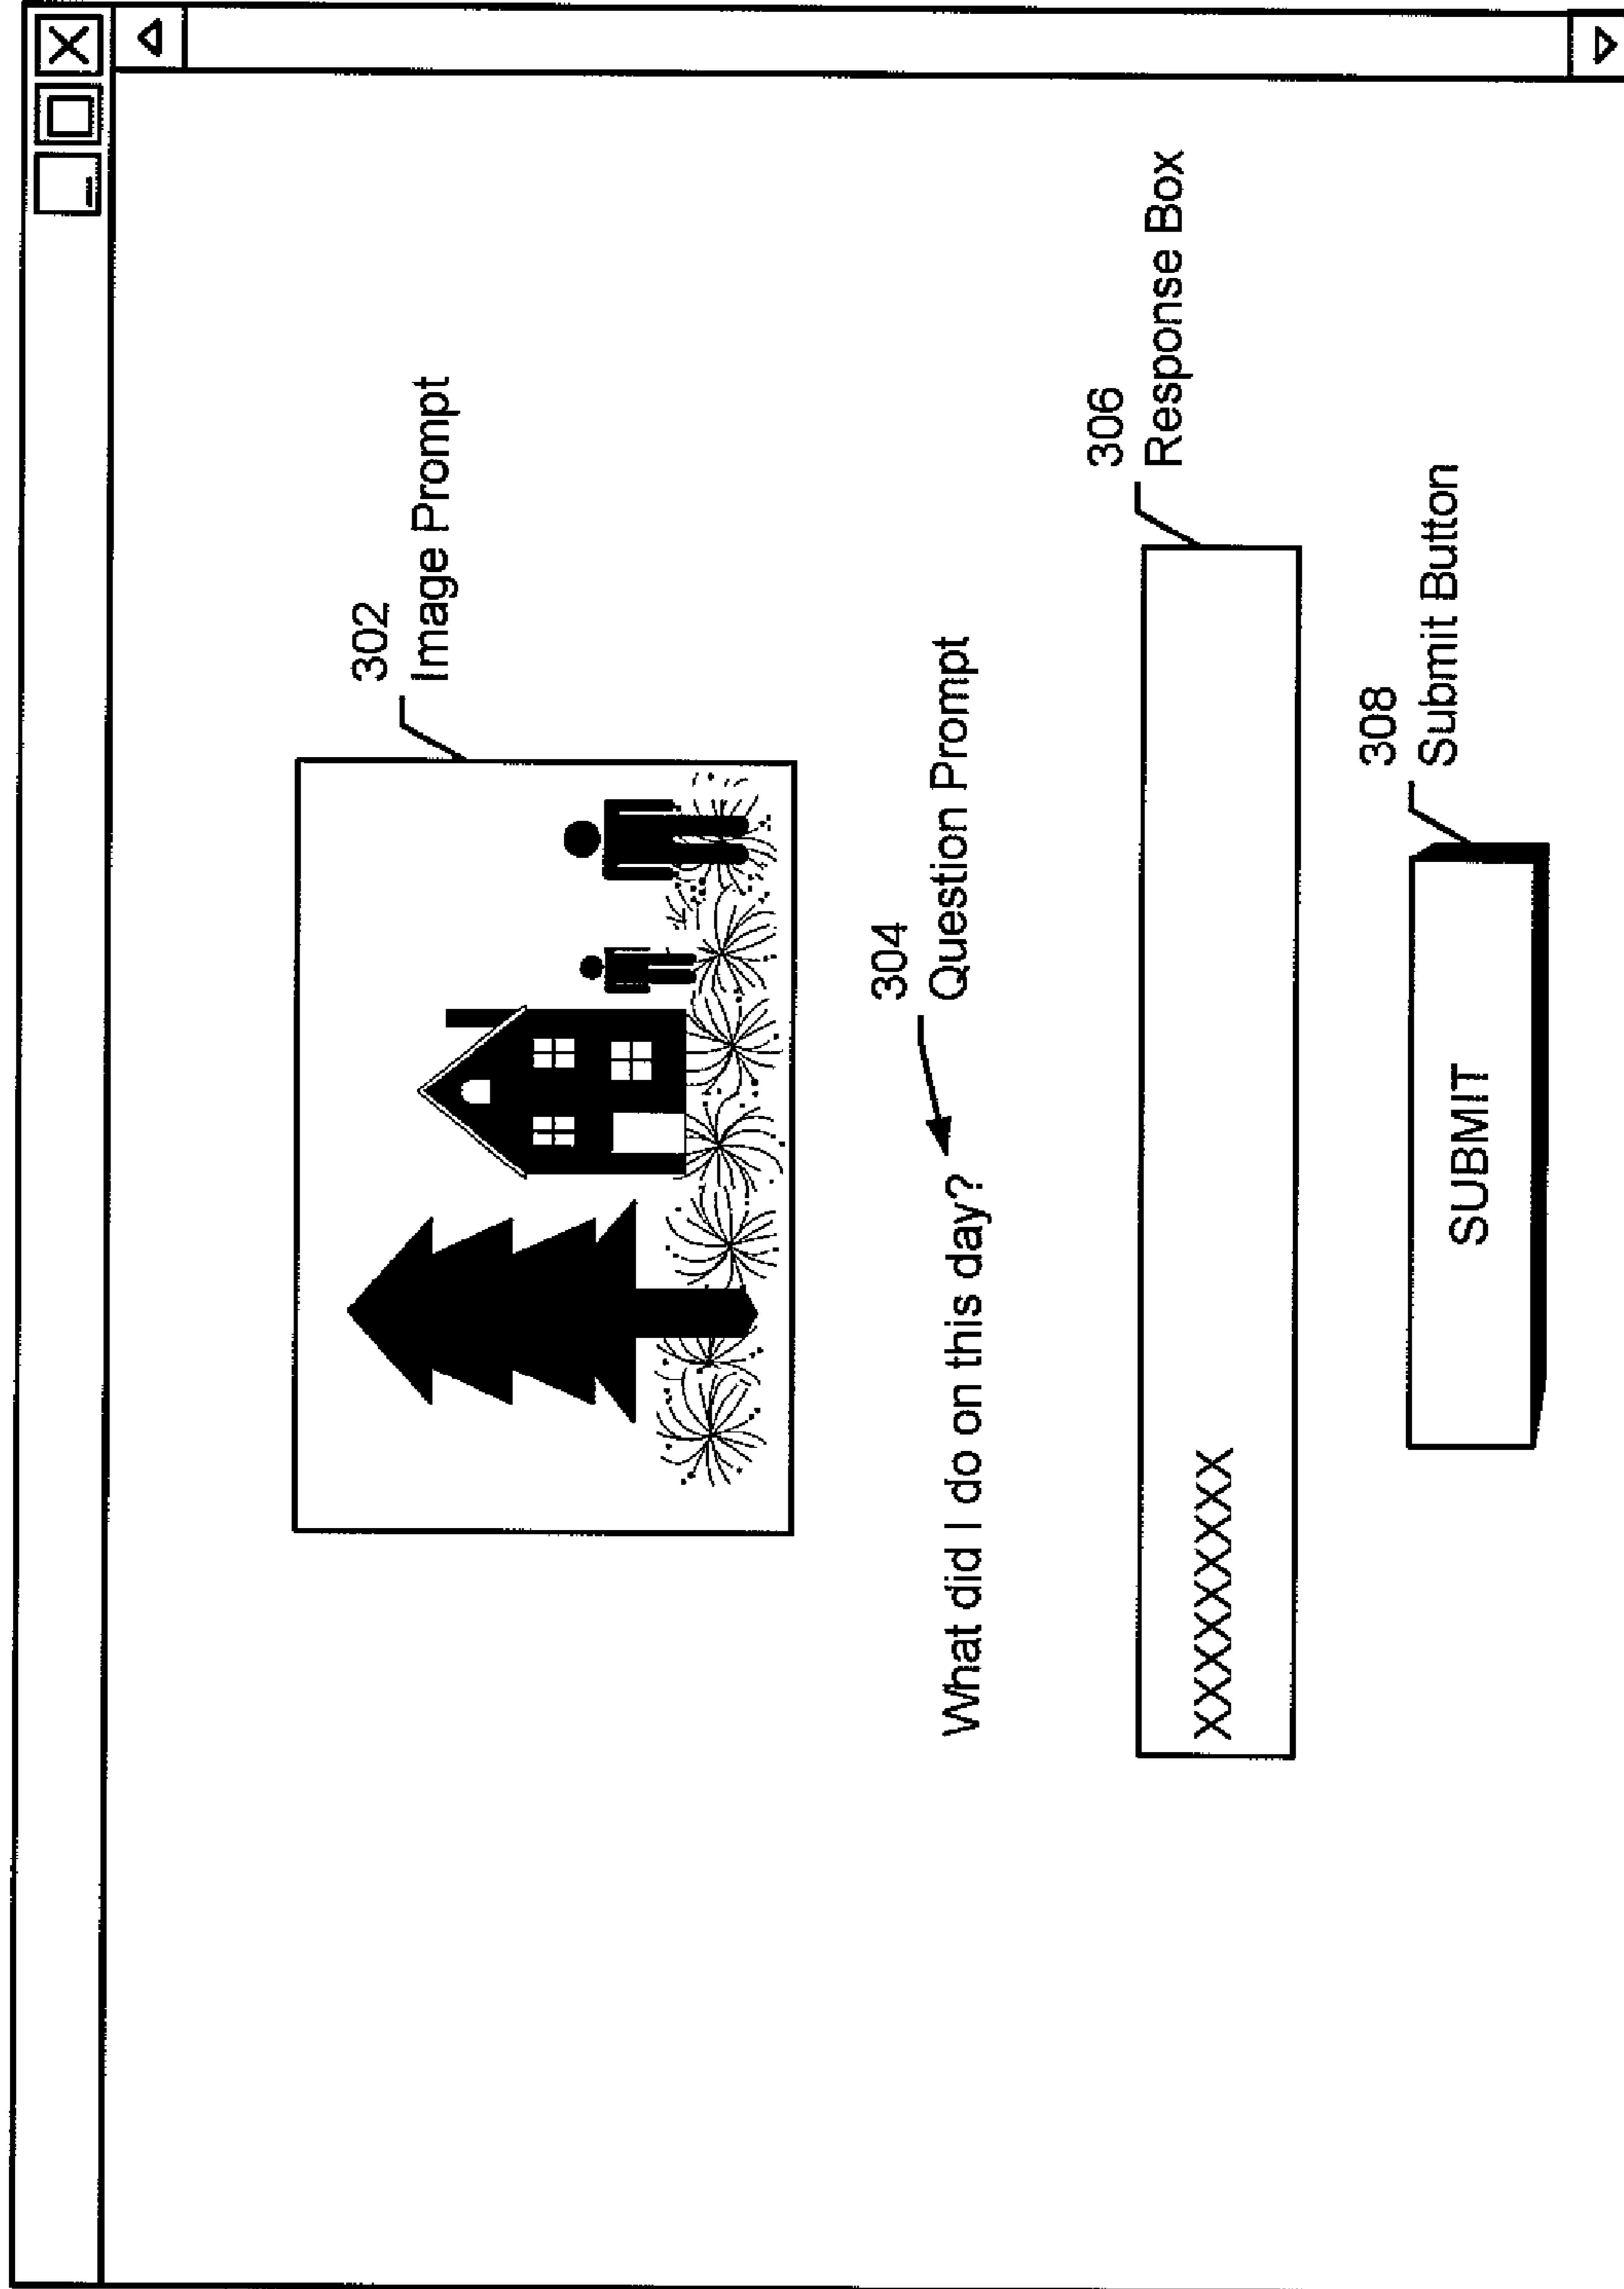 302
Image Prompt
304
Question Prompt
What did I do on this day?
306
Response Box
XXXXXXXXX
308
Submit Button
SUBMIT